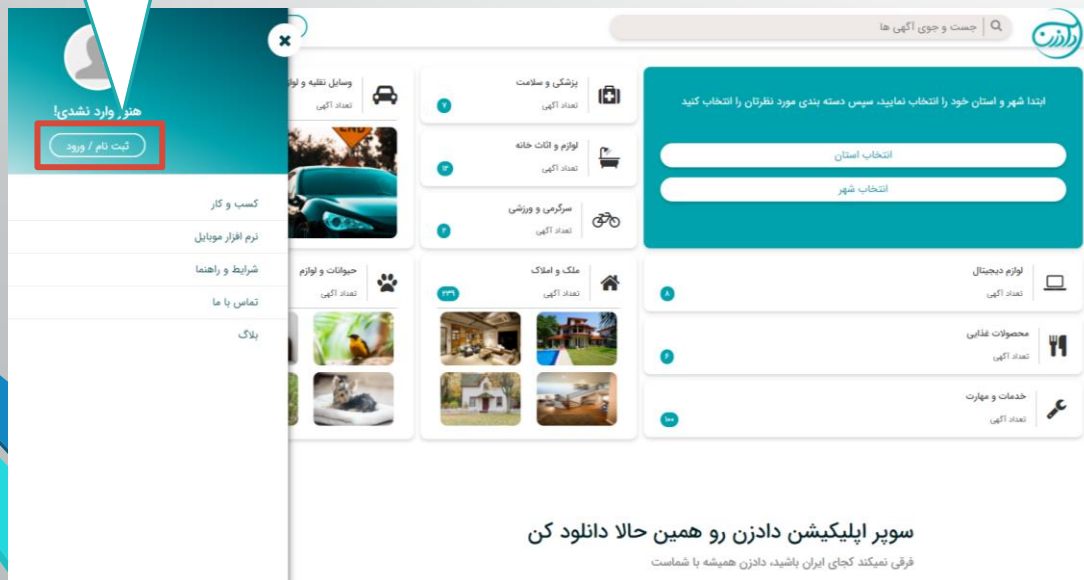 دادزن
جست و جوی آگهی ها
ابتدا شهر و استان خود را انتخاب نمایید، سپس دسته بندی مورد نظرتان را انتخاب کنید
انتخاب استان
انتخاب شهر
لوازم دیجیتال
تعداد آگهی
۸
محصولات غذایی
تعداد آگهی
۶
خدمات و مهارت
تعداد آگهی
۱۰۰
پزشکی و سلامت
تعداد آگهی
۷
لوازم و اثاث خانه
تعداد آگهی
۱۳
سرگرمی و ورزشی
تعداد آگهی
ملک و املاک
تعداد آگهی
۲۳۹
وسایل نقلیه و
تعداد آگهی
END
حیوانات و لوازم
تعداد آگهی
وارد نشدی!
ثبت نام / ورود
کسب و کار
نرم افزار موبایل
شرایط و راهنما
تماس با ما
بلاگ
سوپر اپلیکیشن دادزن رو همین حالا دانلود کن
فرقی نمیکند کجای ایران باشید، دادزن همیشه با شماست